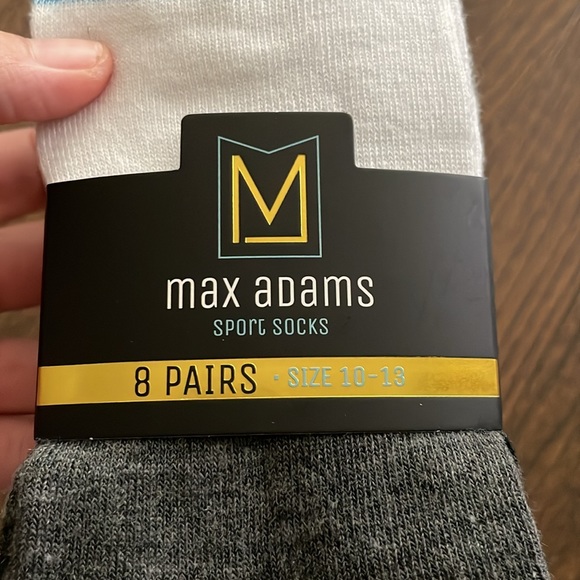 M
max adams
sport socks
8 PAIRS • SIZE 10-13